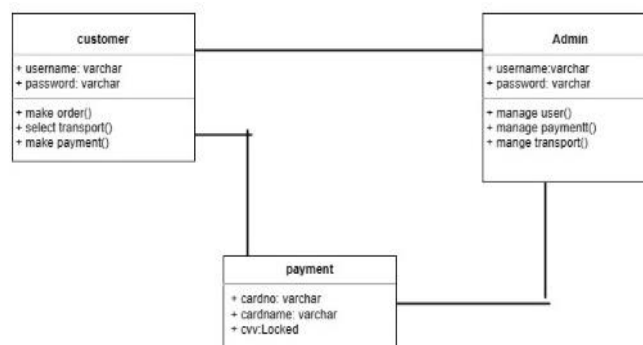 customer
+ username: varchar
+ password: varchar
+ make order()
+ select transport()
+ make payment()
Admin
+ username:varchar
+ password: varchar
+ manage user()
+ manage paymentt()
+ mange transport()
payment
+ cardno: varchar
+ cardname: varchar
+ cvv:Locked